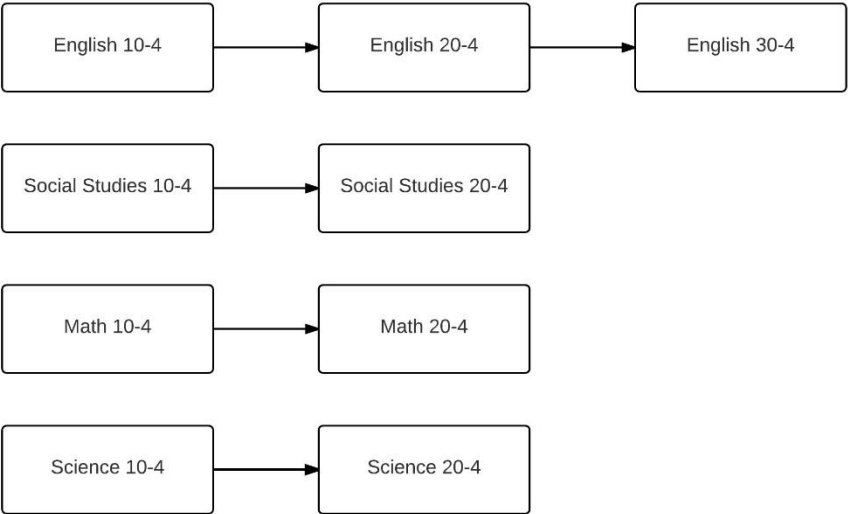 English 10-4
English 20-4
English 30-4
Social Studies 10-4
Social Studies 20-4
Math 10-4
Math 20-4
Science 10-4
Science 20-4